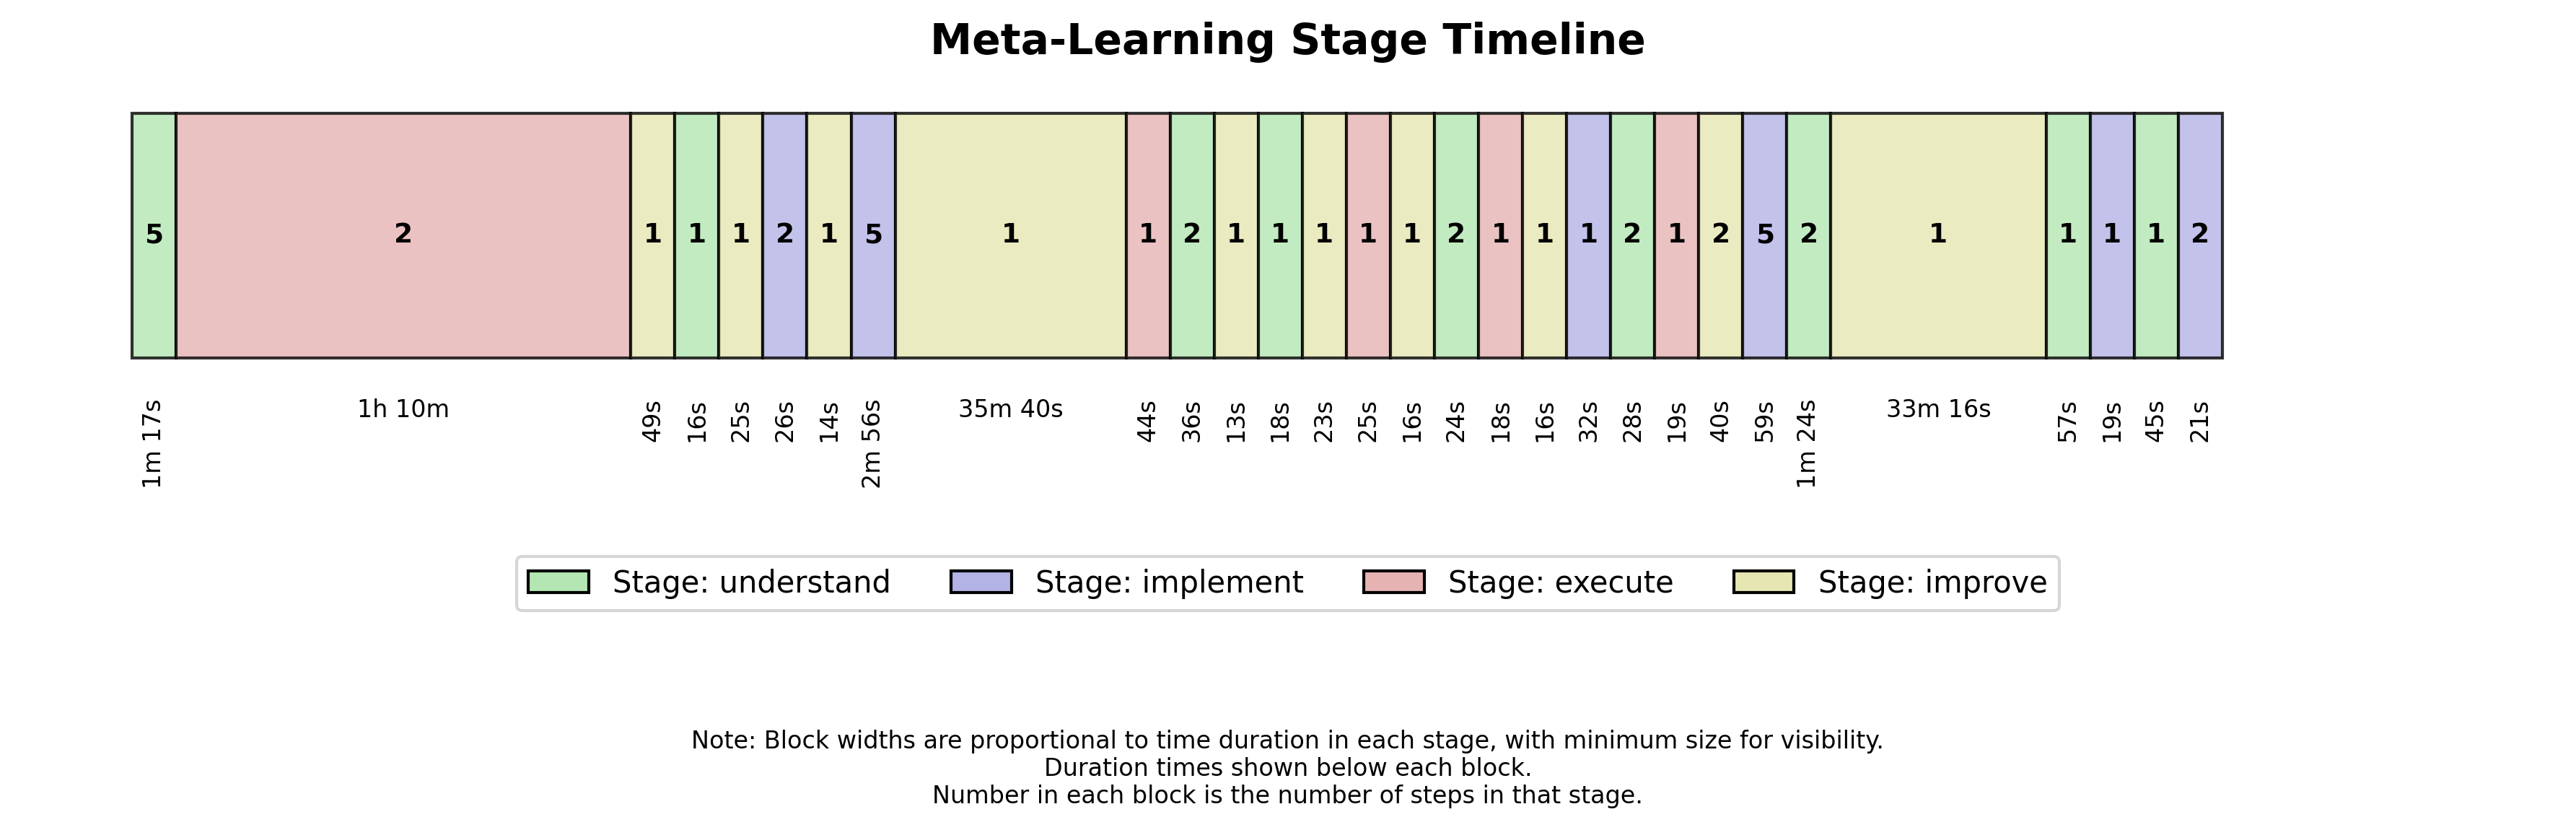 Meta-Learning Stage Timeline
5 2 1 1 1 2 1 5 1 1 2 1 1 1 1 1 2 1 1 1 2 1 2 5 2 1 1 1 1 2
1m 17s 1h 10m 49s 16s 25s 26s 14s 2m 56s 35m 40s 44s 36s 13s 18s 23s 25s 16s 24s 18s 16s 32s 28s 19s 40s 59s 1m 24s 33m 16s 57s 19s 45s 21s
Stage: understand Stage: implement Stage: execute Stage: improve
Note: Block widths are proportional to time duration in each stage, with minimum size for visibility.
Duration times shown below each block.
Number in each block is the number of steps in that stage.